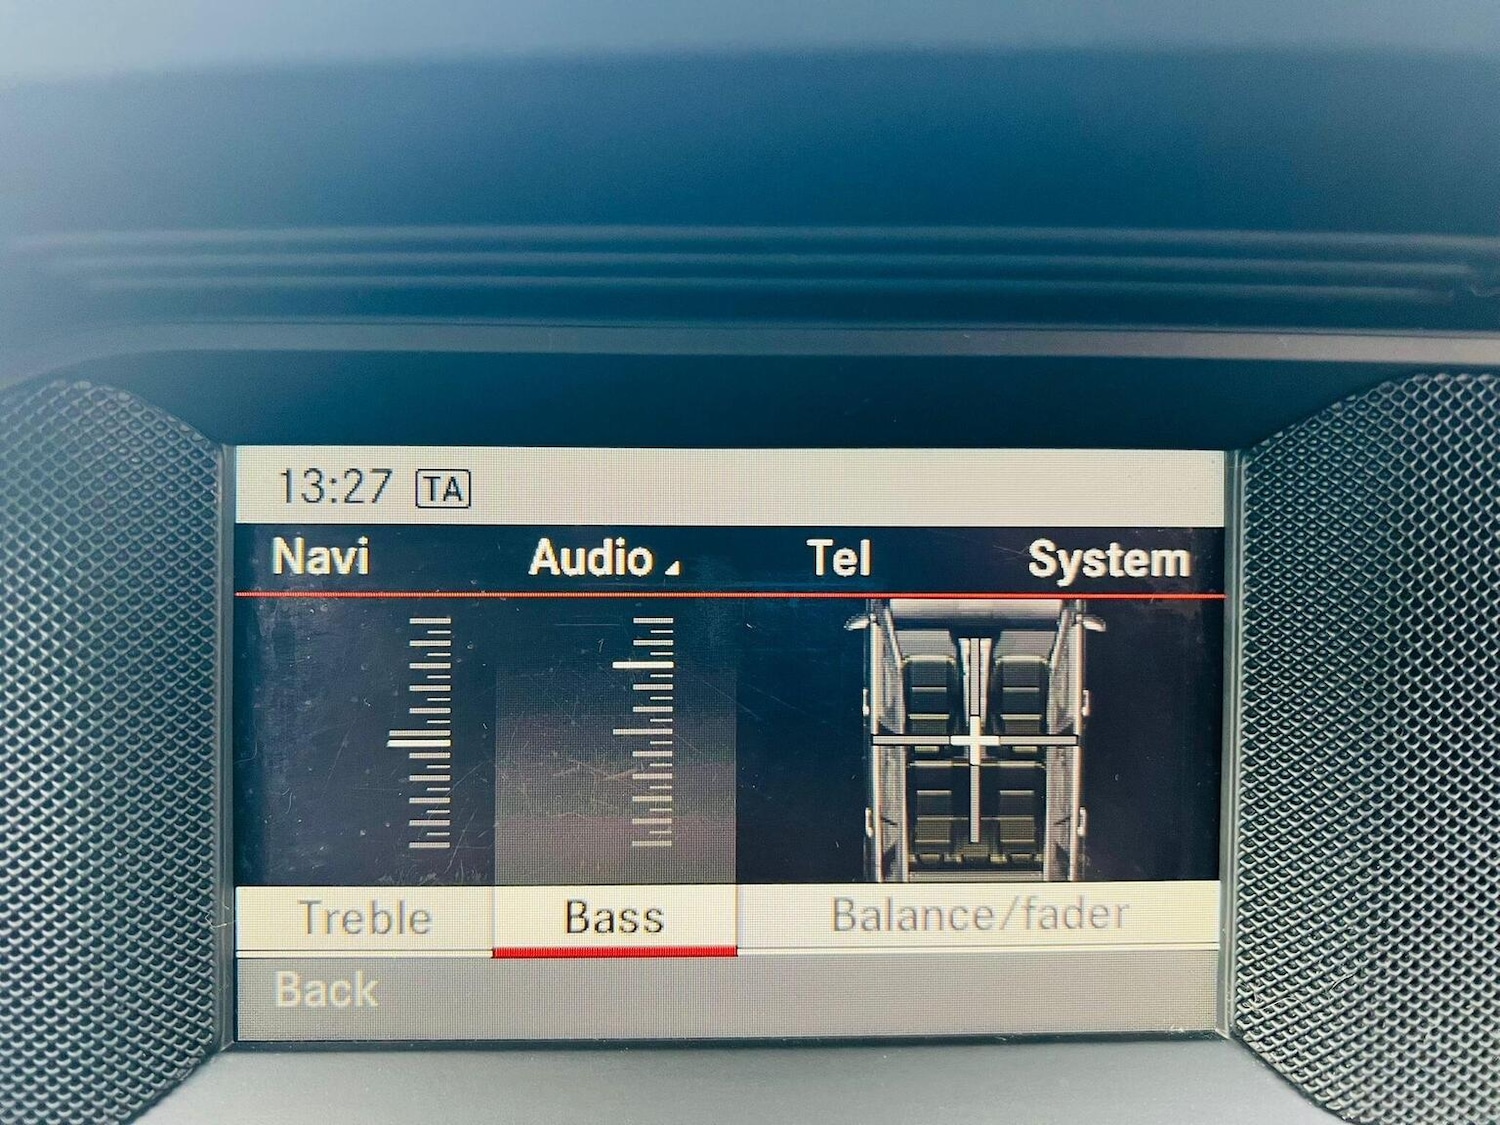 13:27 TA
Navi Audio Tel System
Treble Bass Balance/fader
Back